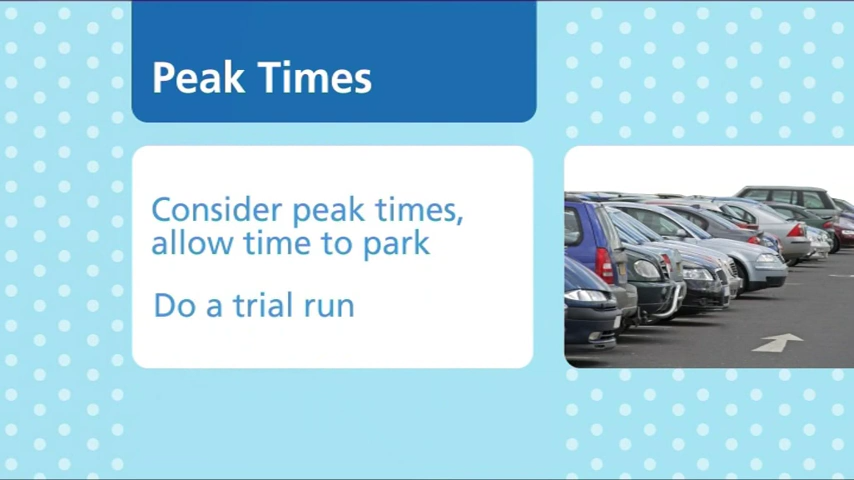 Peak Times
Consider peak times,
allow time to park
Do a trial run